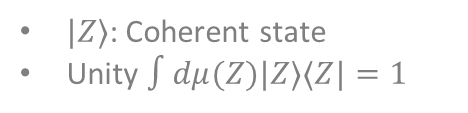 • |Z⟩: Coherent state
• Unity ∫ dμ(Z)|Z⟩⟨Z| = 1